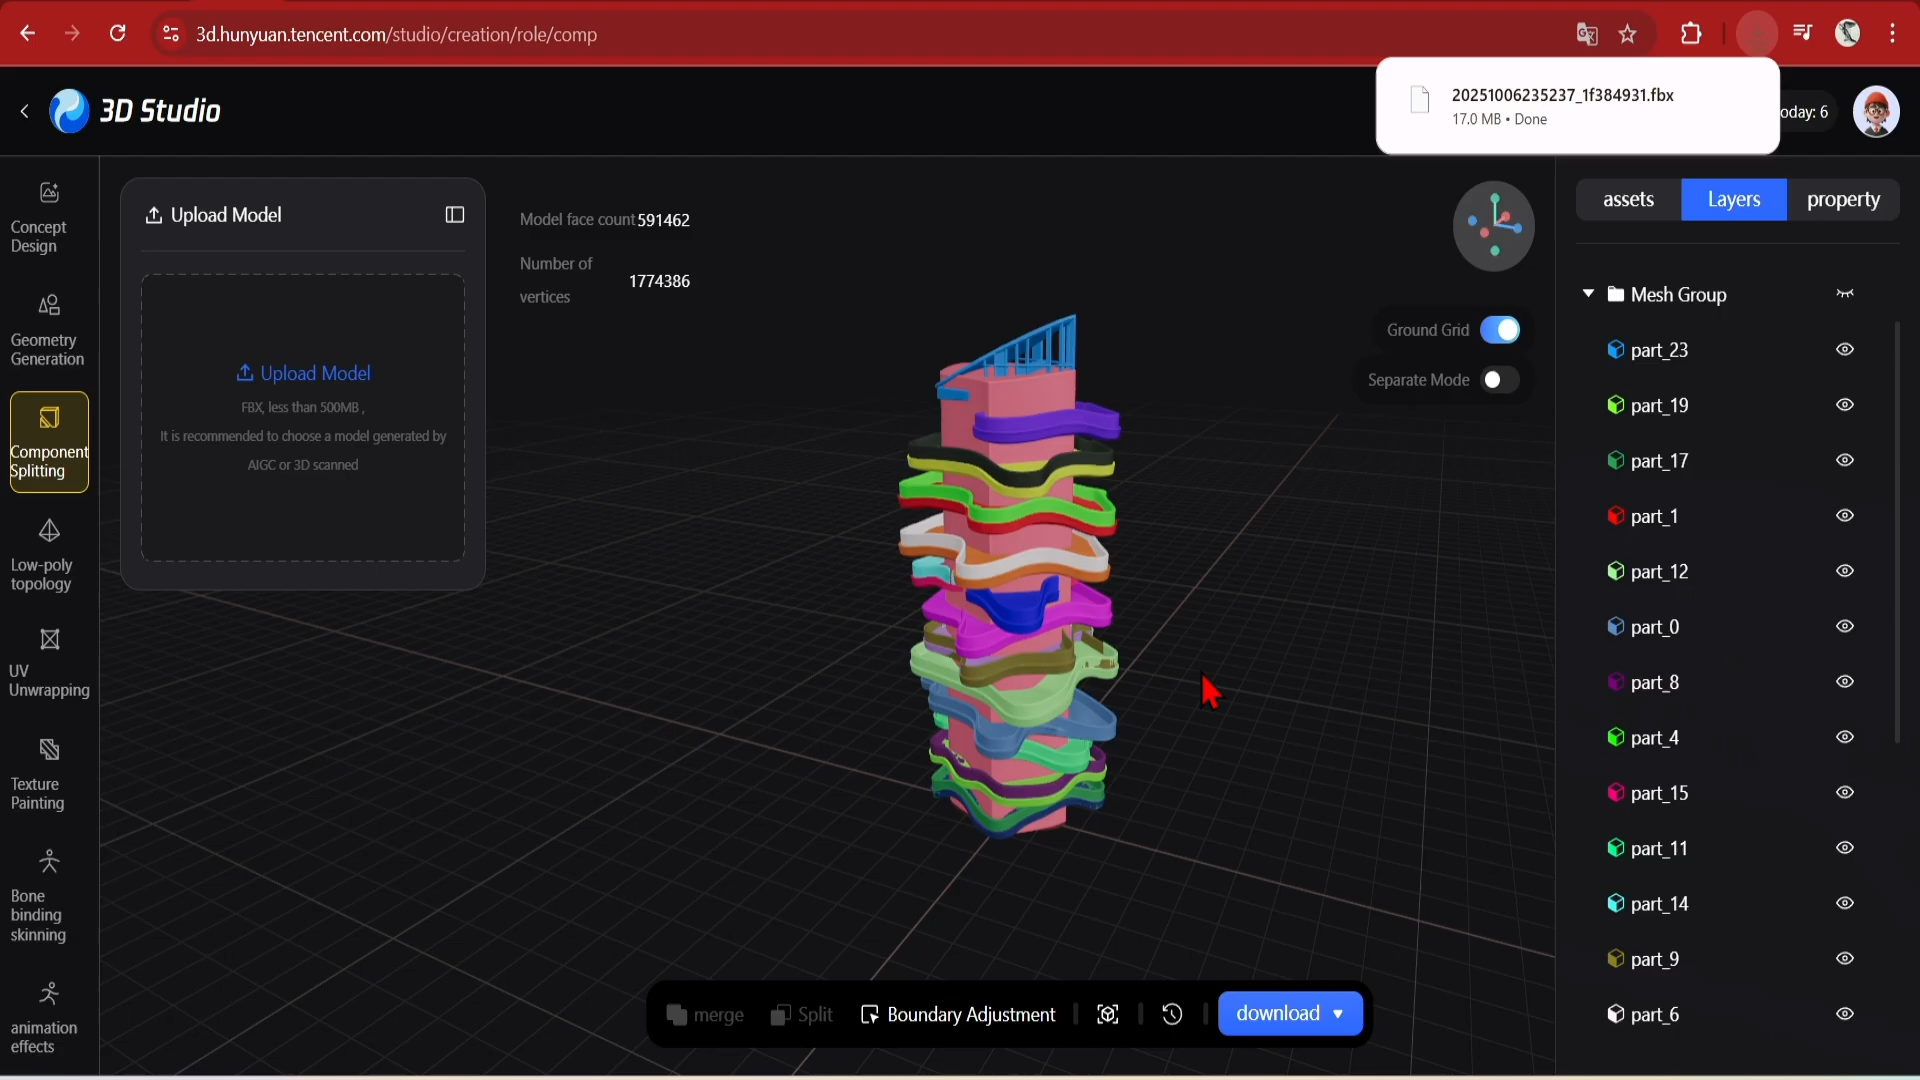 3d.hunyuan.tencent.com/studio/creation/role/comp
20251006235237_1f384931.fbx
17.0 MB • Done
3D Studio
oday: 6
Concept
Design
Geometry
Generation
Component
Splitting
Low-poly
topology
UV
Unwrapping
Texture
Painting
Bone
binding
skinning
animation
effects
Upload Model
Upload Model
FBX, less than 500MB ,
It is recommended to choose a model generated by
AIGC or 3D scanned
Model face count 591462
Number of
vertices
1774386
Ground Grid
Separate Mode
merge
Split
Boundary Adjustment
download
assets
Layers
property
Mesh Group
part_23
part_19
part_17
part_1
part_12
part_0
part_8
part_4
part_15
part_11
part_14
part_9
part_6